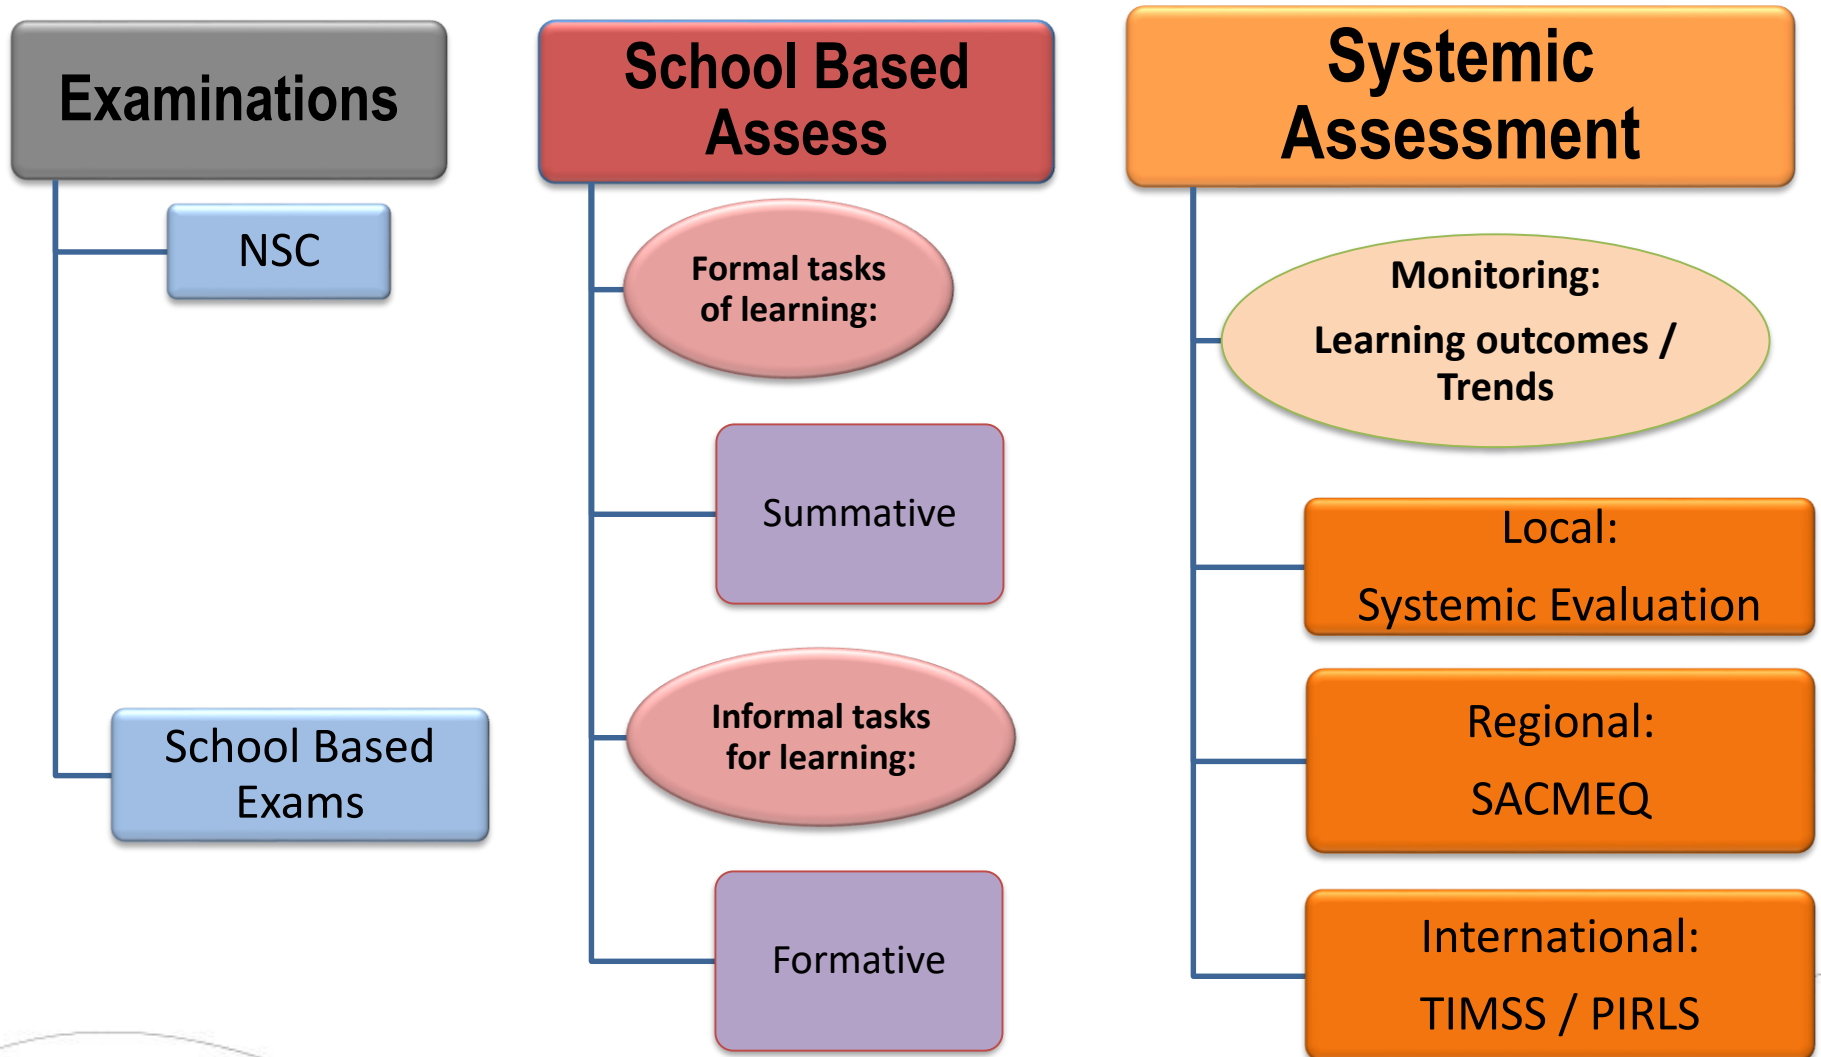 Examinations
NSC
School Based
Exams
School Based
Assess
Formal tasks
of learning:
Summative
Informal tasks
for learning:
Formative
Systemic
Assessment
Monitoring:
Learning outcomes /
Trends
Local:
Systemic Evaluation
Regional:
SACMEQ
International:
TIMSS / PIRLS